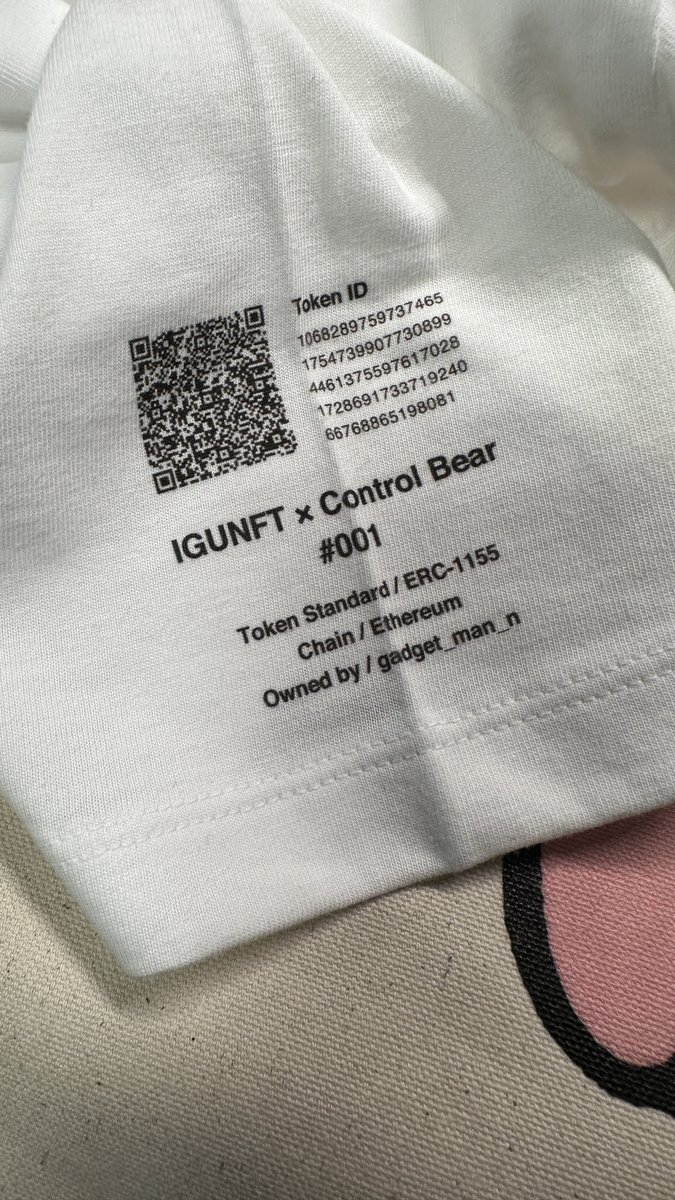 Token ID
1068289759737465
1754739907730899
4461375597617028
1728691733719240
66768865198081
IGUNFT × Control Bear
#001
Token Standard / ERC-1155
Chain / Ethereum
Owned by / gadget_man_n